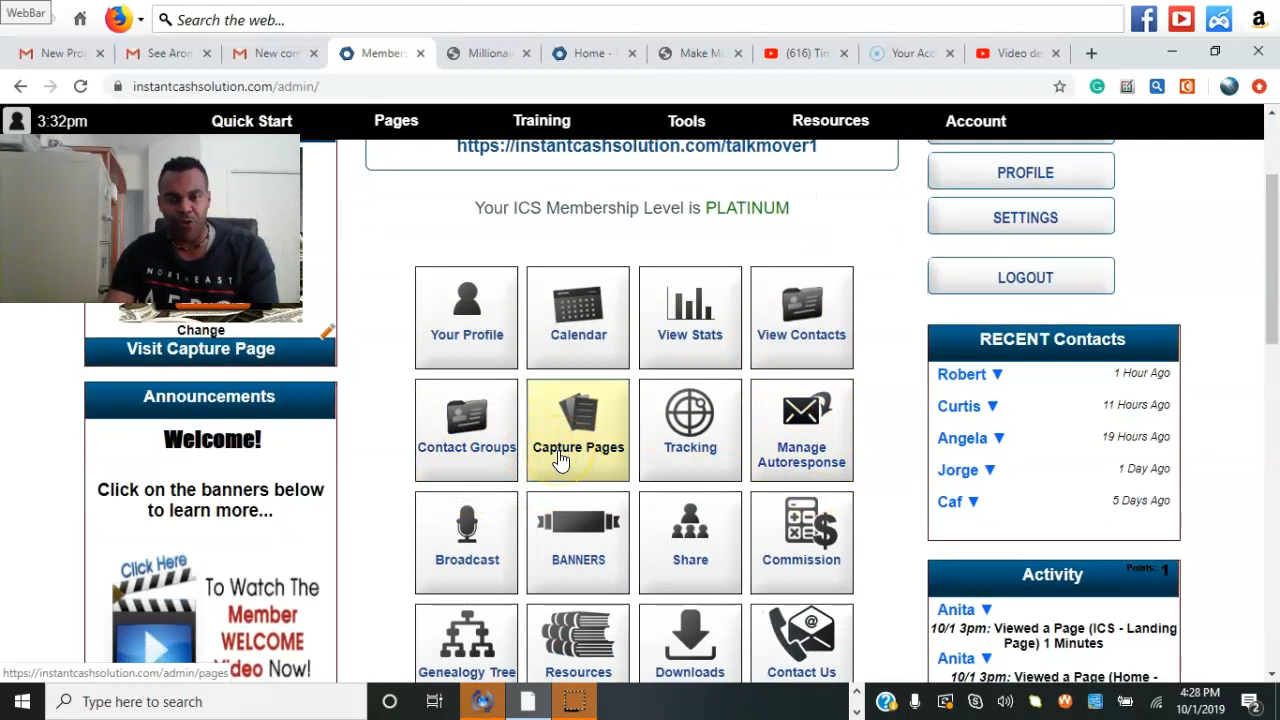 WebBar
Search the web...
New Pro
See Aron
New con
Members
Milliona
Home -
Make M
(616) Tin
Your Acc
Video de
instantcashsolution.com/admin/
3:32pm
Quick Start
Pages
Training
Tools
Resources
Account
https://instantcashsolution.com/talkmover1
Your ICS Membership Level is PLATINUM
PROFILE
SETTINGS
LOGOUT
NORTHEAST
Change
Visit Capture Page
Announcements
Welcome!
Click on the banners below
to learn more...
Click Here
To Watch The
Member
WELCOME
Video Now!
Your Profile
Calendar
View Stats
View Contacts
Contact Groups
Capture Pages
Tracking
Manage
Autoresponse
Broadcast
BANNERS
Share
Commission
Genealogy Tree
Resources
Downloads
Contact Us
RECENT Contacts
Robert ▼ 1 Hour Ago
Curtis ▼ 11 Hours Ago
Angela ▼ 19 Hours Ago
Jorge ▼ 1 Day Ago
Caf ▼ 5 Days Ago
Activity
Points: 1
Anita ▼
10/1 3pm: Viewed a Page (ICS - Landing
Page) 1 Minutes
Anita ▼
10/1 3pm: Viewed a Page (Home -
https://instantcashsolution.com/admin/pages
Type here to search
4:28 PM
10/1/2019
2